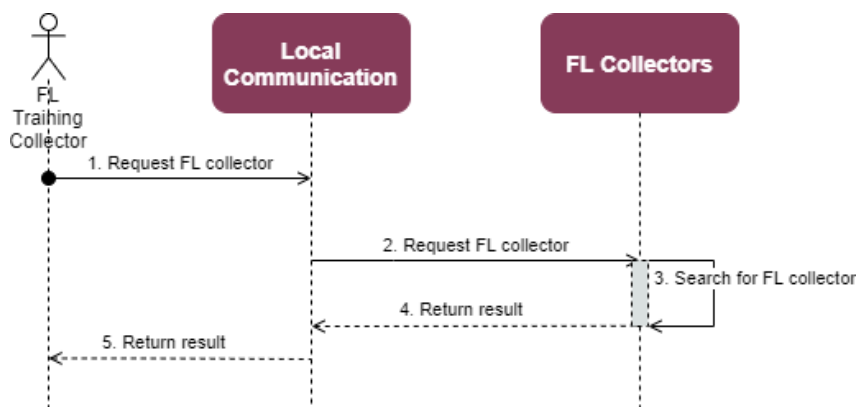 Local
Communication
FL Collectors
FL
Training
Collector
1. Request FL collector
2. Request FL collector
3. Search for FL collector
4. Return result
5. Return result